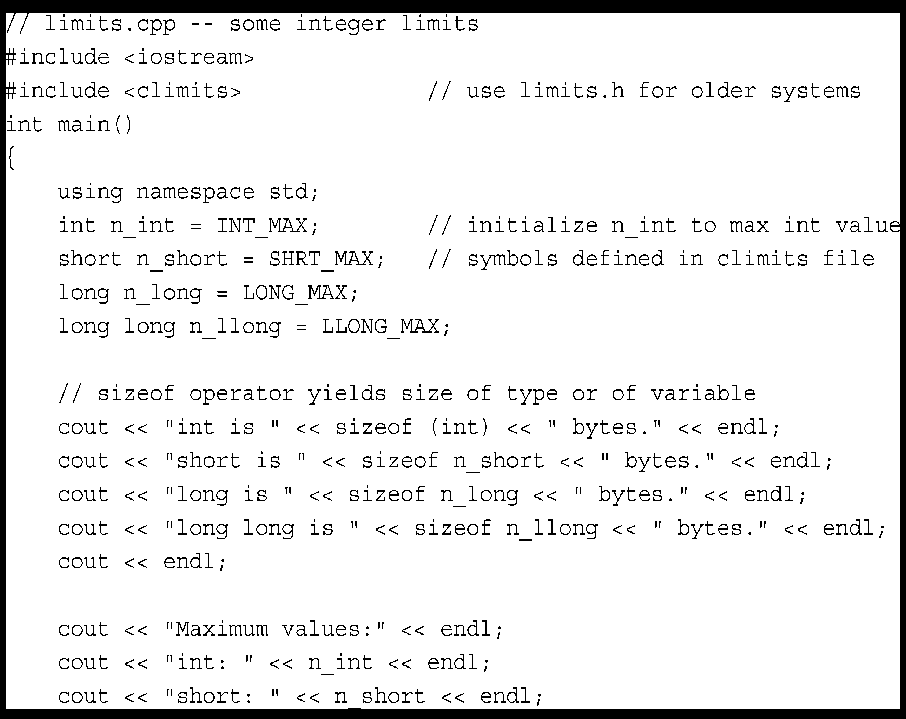 // limits.cpp -- some integer limits
#include <iostream>
#include <climits>              // use limits.h for older systems
int main()
{
    using namespace std;
    int n_int = INT_MAX;        // initialize n_int to max int value
    short n_short = SHRT_MAX;   // symbols defined in climits file
    long n_long = LONG_MAX;
    long long n_llong = LLONG_MAX;

    // sizeof operator yields size of type or of variable
    cout << "int is " << sizeof (int) << " bytes." << endl;
    cout << "short is " << sizeof n_short << " bytes." << endl;
    cout << "long is " << sizeof n_long << " bytes." << endl;
    cout << "long long is " << sizeof n_llong << " bytes." << endl;
    cout << endl;

    cout << "Maximum values:" << endl;
    cout << "int: " << n_int << endl;
    cout << "short: " << n_short << endl;